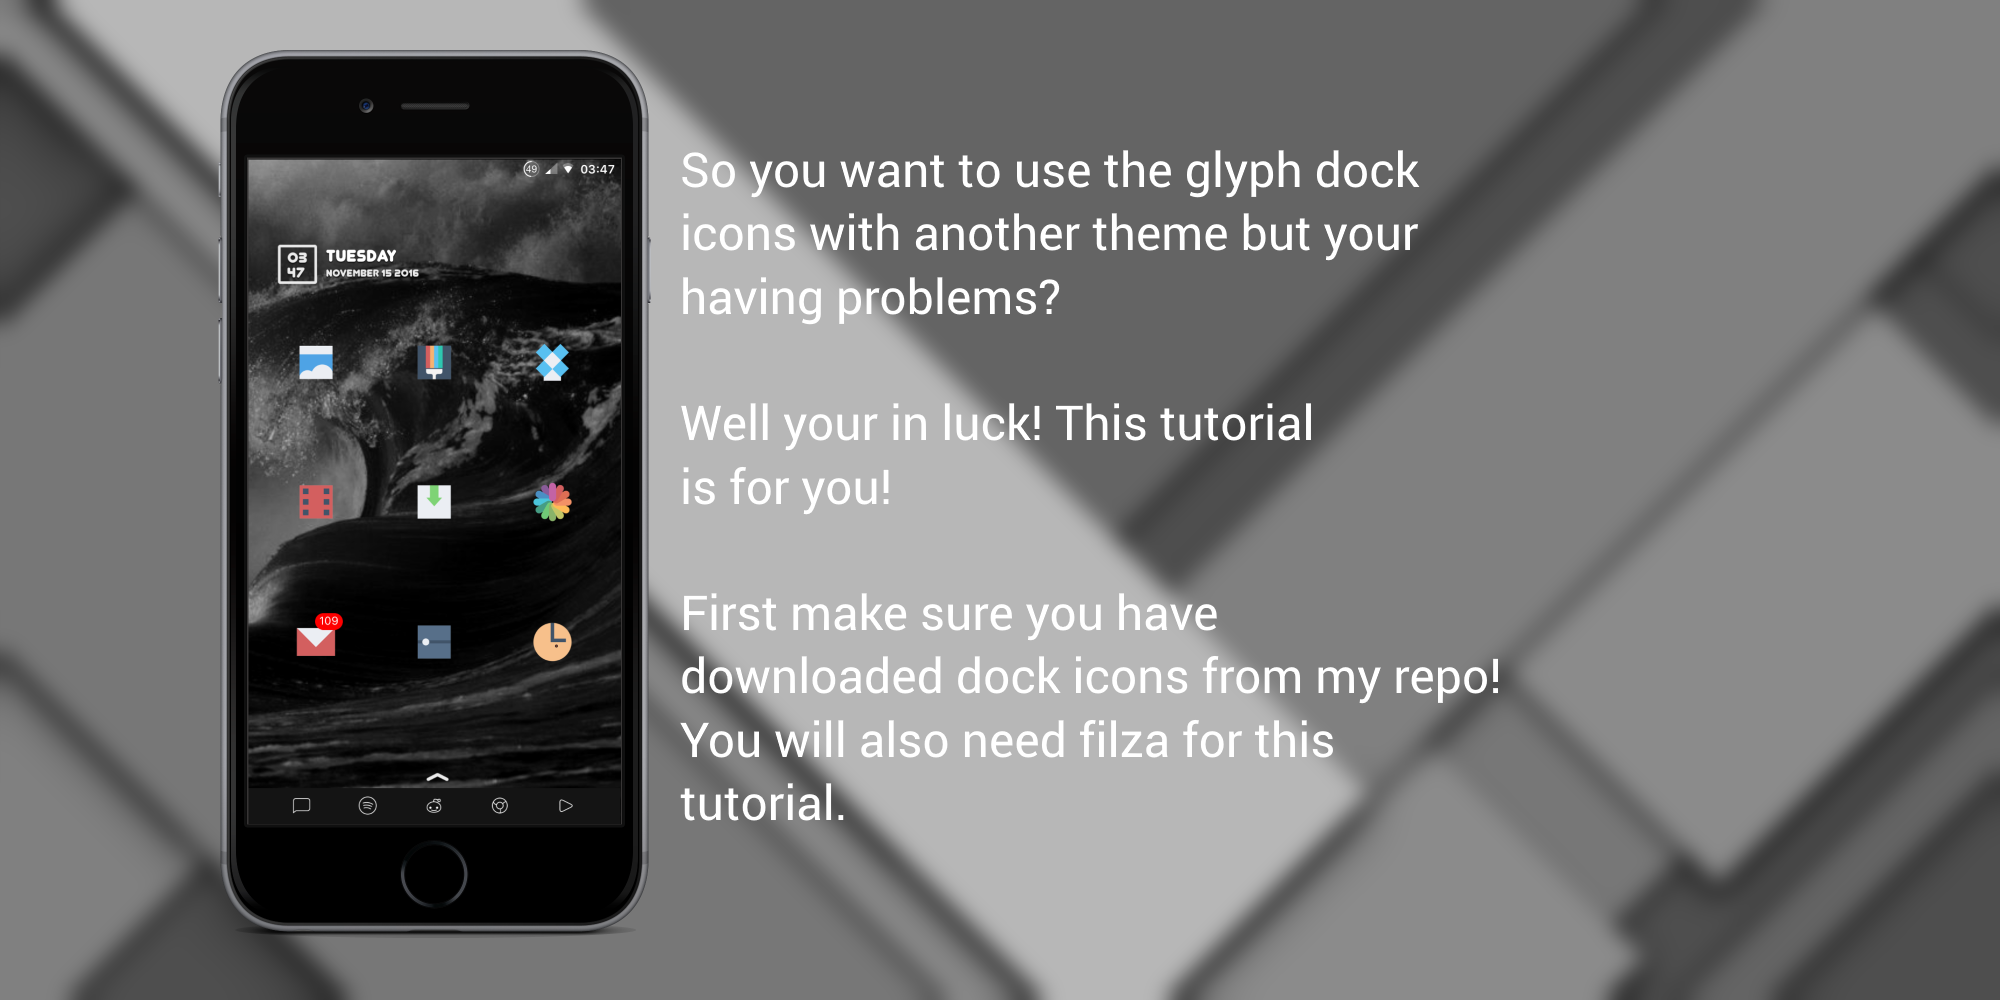 49 03:47
03
47
TUESDAY
NOVEMBER 15 2016
109
So you want to use the glyph dock
icons with another theme but your
having problems?
Well your in luck! This tutorial
is for you!
First make sure you have
downloaded dock icons from my repo!
You will also need filza for this
tutorial.